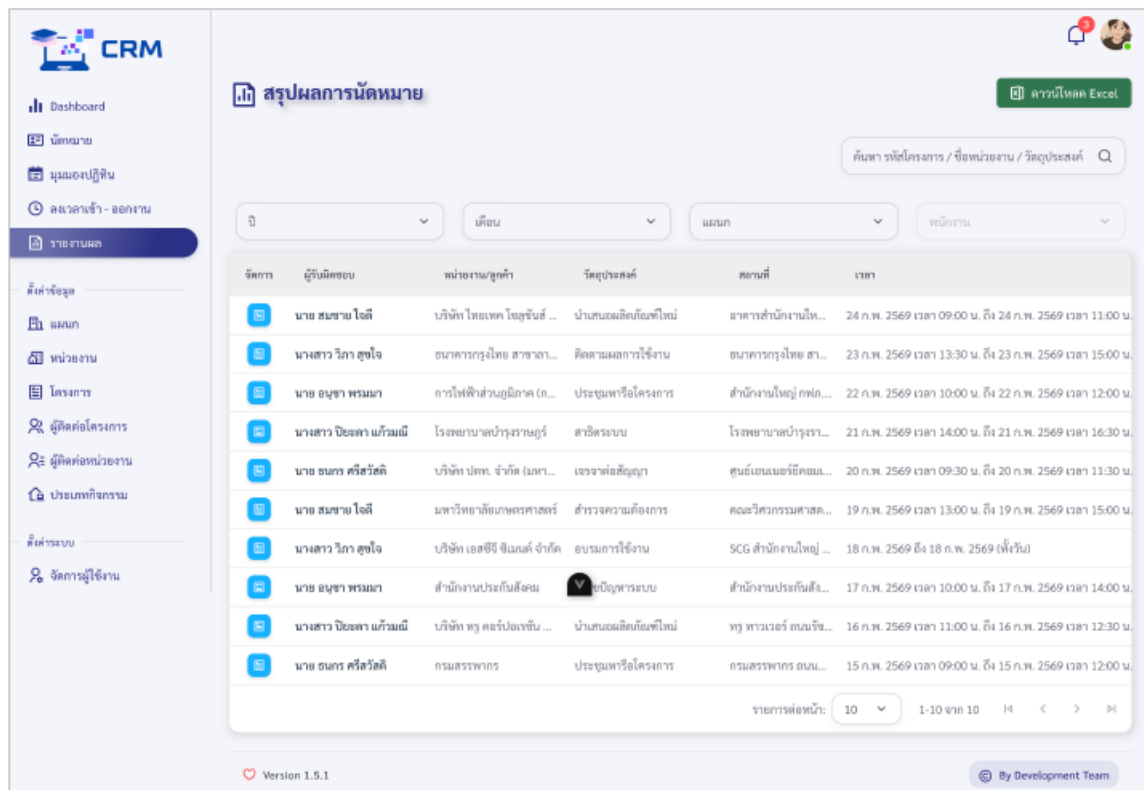 CRM
3
Dashboard
นัดหมาย
มุมมองปฏิทิน
ลงเวลาเข้า - ออกงาน
รายงานผล
ตั้งค่าข้อมูล
แผนก
หน่วยงาน
โครงการ
ผู้ติดต่อโครงการ
ผู้ติดต่อหน่วยงาน
ประเภทกิจกรรม
ตั้งค่าระบบ
จัดการผู้ใช้งาน
สรุปผลการนัดหมาย
ดาวน์โหลด Excel
ค้นหา รหัสโครงการ / ชื่อหน่วยงาน / วัตถุประสงค์
ปี เดือน แผนก พนักงาน
จัดการ ผู้รับผิดชอบ หน่วยงาน/ลูกค้า วัตถุประสงค์ สถานที่ เวลา
นาย สมชาย ใจดี บริษัท ไทยเทค โซลูชันส์ ... นำเสนอผลิตภัณฑ์ใหม่ อาคารสำนักงานให... 24 ก.พ. 2569 เวลา 09:00 น. ถึง 24 ก.พ. 2569 เวลา 11:00 น.
นางสาว วิภา สุขใจ ธนาคารกรุงไทย สาขาลา... ติดตามผลการใช้งาน ธนาคารกรุงไทย สา... 23 ก.พ. 2569 เวลา 13:30 น. ถึง 23 ก.พ. 2569 เวลา 15:00 น.
นาย อนุชา พรมมา การไฟฟ้าส่วนภูมิภาค (ก... ประชุมหารือโครงการ สำนักงานใหญ่ กฟภ.... 22 ก.พ. 2569 เวลา 10:00 น. ถึง 22 ก.พ. 2569 เวลา 12:00 น.
นางสาว ปิยะดา แก้วมณี โรงพยาบาลบำรุงราษฎร์ สาธิตระบบ โรงพยาบาลบำรุงรา... 21 ก.พ. 2569 เวลา 14:00 น. ถึง 21 ก.พ. 2569 เวลา 16:30 น.
นาย ธนกร ศรีสวัสดิ์ บริษัท ปตท. จำกัด (มหา... เจรจาต่อสัญญา ศูนย์เอนเนอร์ยี่คอมเ... 20 ก.พ. 2569 เวลา 09:30 น. ถึง 20 ก.พ. 2569 เวลา 11:30 น.
นาย สมชาย ใจดี มหาวิทยาลัยเกษตรศาสตร์ สำรวจความต้องการ คณะวิศวกรรมศาสต... 19 ก.พ. 2569 เวลา 13:00 น. ถึง 19 ก.พ. 2569 เวลา 15:00 น.
นางสาว วิภา สุขใจ บริษัท เอสซีจี ซิเมนต์ จำกัด อบรมการใช้งาน SCG สำนักงานใหญ่ ... 18 ก.พ. 2569 ถึง 18 ก.พ. 2569 (ทั้งวัน)
นาย อนุชา พรมมา สำนักงานประกันสังคม ขปัญหาระบบ สำนักงานประกันสัง... 17 ก.พ. 2569 เวลา 10:00 น. ถึง 17 ก.พ. 2569 เวลา 14:00 น.
นางสาว ปิยะดา แก้วมณี บริษัท ทรู คอร์ปอเรชั่น ... นำเสนอผลิตภัณฑ์ใหม่ ทรู ทาวเวอร์ ถนนรัช... 16 ก.พ. 2569 เวลา 11:00 น. ถึง 16 ก.พ. 2569 เวลา 12:30 น.
นาย ธนกร ศรีสวัสดิ์ กรมสรรพากร ประชุมหารือโครงการ กรมสรรพากร ถนน... 15 ก.พ. 2569 เวลา 09:00 น. ถึง 15 ก.พ. 2569 เวลา 12:00 น.
รายการต่อหน้า: 10 1-10 จาก 10
Version 1.5.1
By Development Team